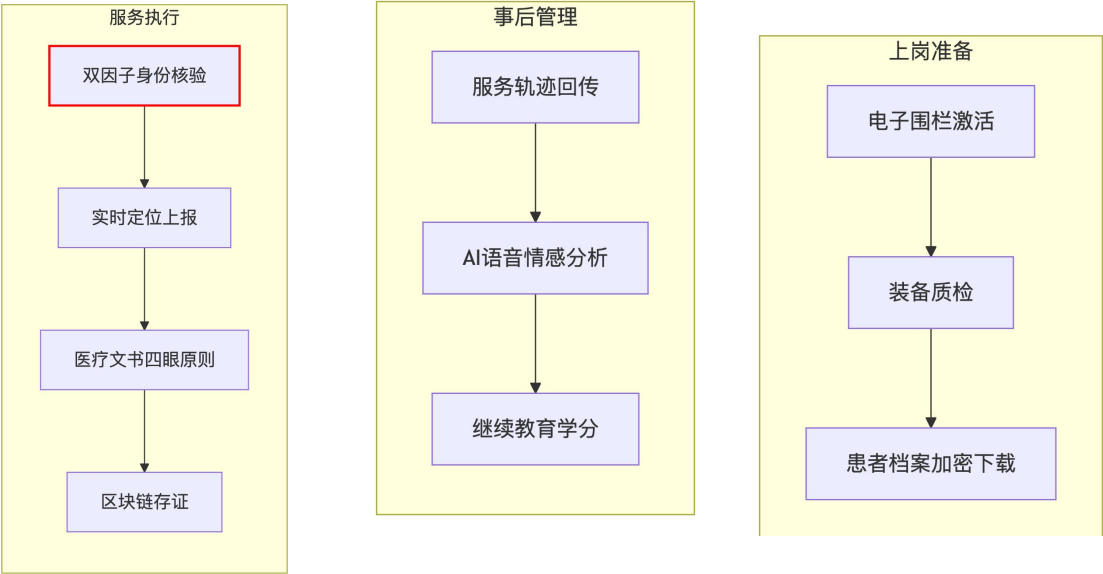 服务执行
双因子身份核验
实时定位上报
医疗文书四眼原则
区块链存证
事后管理
服务轨迹回传
AI语音情感分析
继续教育学分
上岗准备
电子围栏激活
装备质检
患者档案加密下载